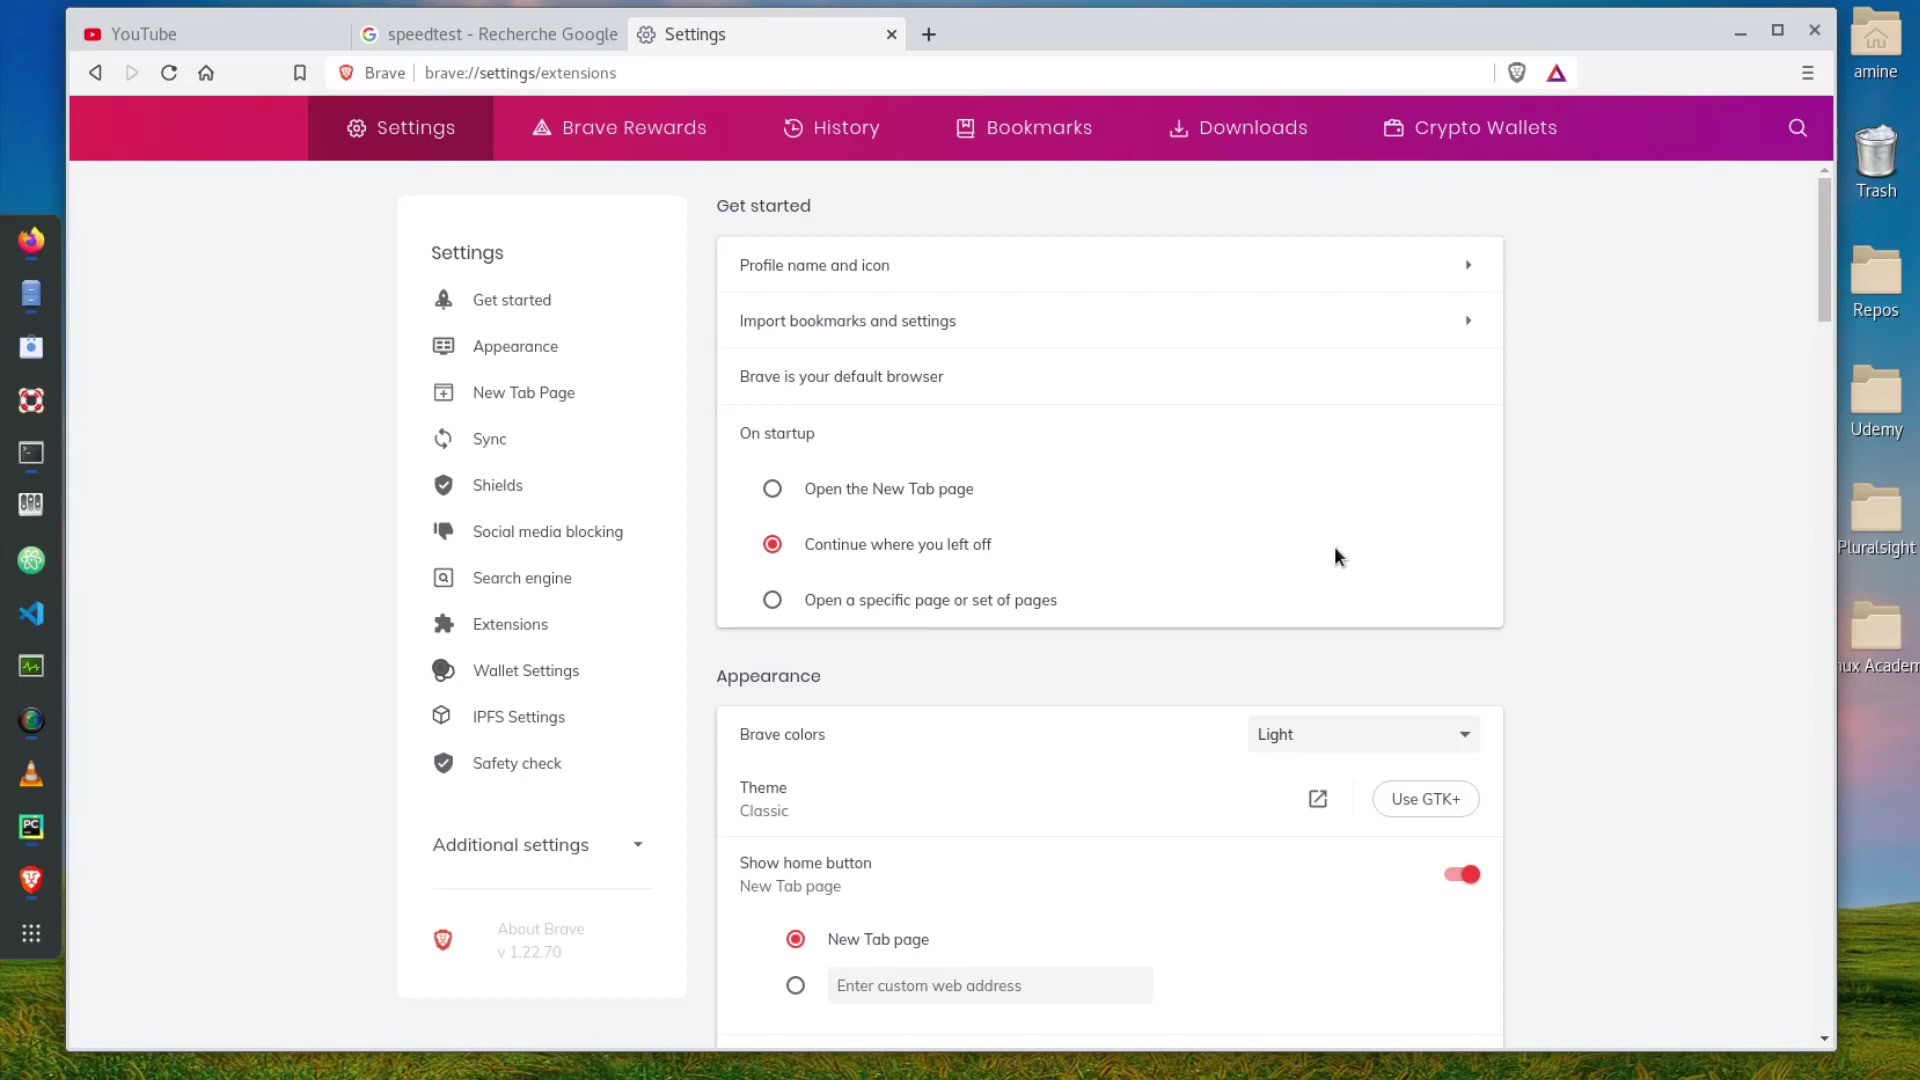 YouTube
speedtest - Recherche Google
Settings
Brave
brave://settings/extensions
Settings
Brave Rewards
History
Bookmarks
Downloads
Crypto Wallets
Settings
Get started
Appearance
New Tab Page
Sync
Shields
Social media blocking
Search engine
Extensions
Wallet Settings
IPFS Settings
Safety check
Additional settings
About Brave
v 1.22.70
Get started
Profile name and icon
Import bookmarks and settings
Brave is your default browser
On startup
Open the New Tab page
Continue where you left off
Open a specific page or set of pages
Appearance
Brave colors
Light
Theme
Classic
Use GTK+
Show home button
New Tab page
New Tab page
Enter custom web address
amine
Trash
Repos
Udemy
Pluralsight
nux Academ
PC